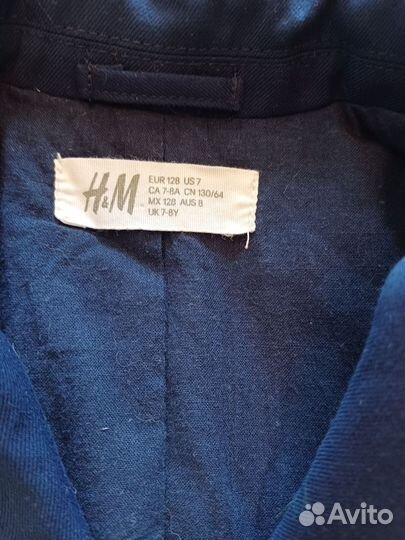 H&M
EUR 128 US 7
CA 7-8A CN 130/64
MX 128 AUS 8
UK 7-8Y
Avito